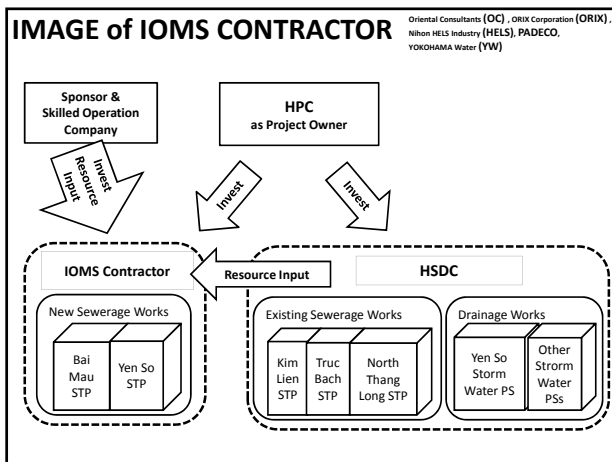 IMAGE of IOMS CONTRACTOR
Oriental Consultants (OC) , ORIX Corporation (ORIX) ,
Nihon HELS Industry (HELS), PADECO,
YOKOHAMA Water (YW)
Sponsor &
Skilled Operation
Company
HPC
as Project Owner
Invest
Resource
Input
Invest
Invest
IOMS Contractor
Resource Input
HSDC
New Sewerage Works
Bai
Mau
STP
Yen So
STP
Existing Sewerage Works
Kim
Lien
STP
Truc
Bach
STP
North
Thang
Long STP
Drainage Works
Yen So
Storm
Water PS
Other
Strorm
Water
PSs